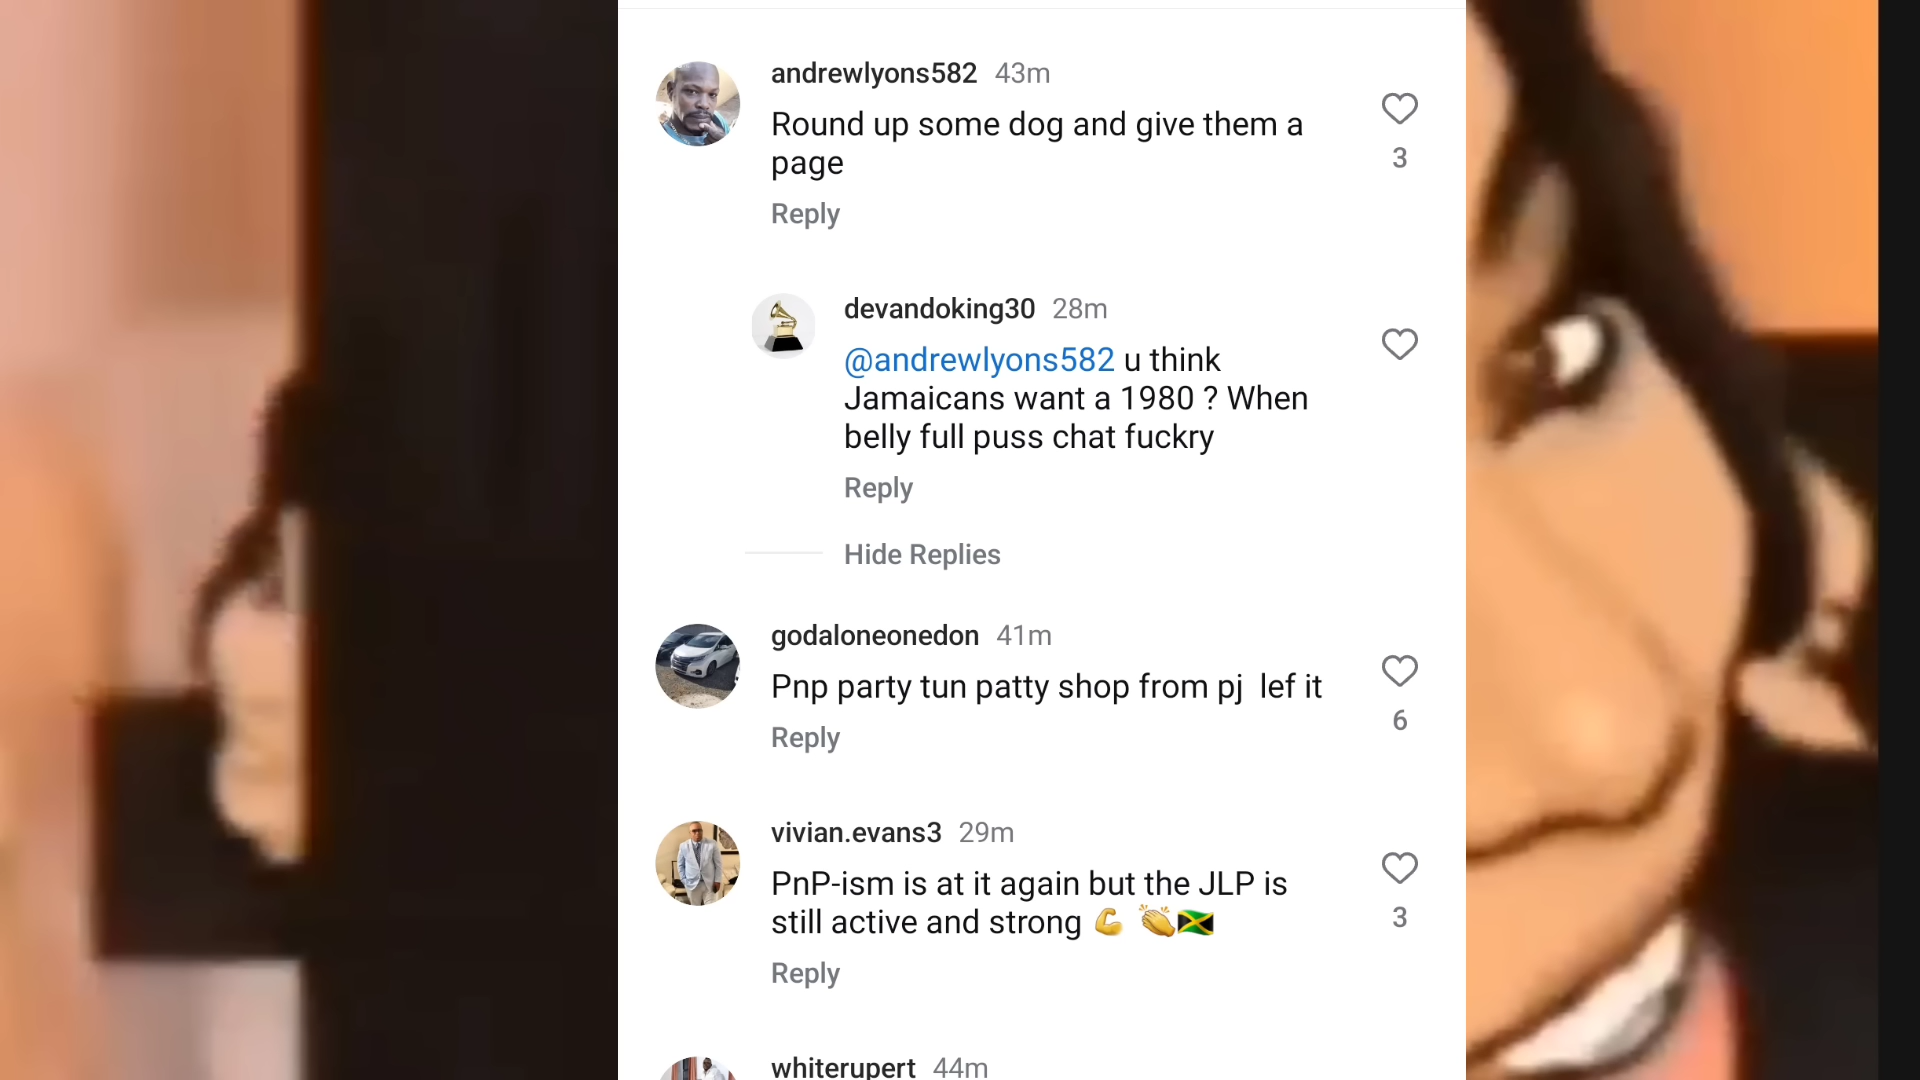 andrewlyons582 43m
Round up some dog and give them a
page
3
Reply
devandoking30 28m
@andrewlyons582 u think
Jamaicans want a 1980 ? When
belly full puss chat fuckry
Reply
Hide Replies
godaloneonedon 41m
Pnp party tun patty shop from pj  lef it
6
Reply
vivian.evans3 29m
PnP-ism is at it again but the JLP is
still active and strong 💪 👏🇯🇲
3
Reply
whiterupert 44m